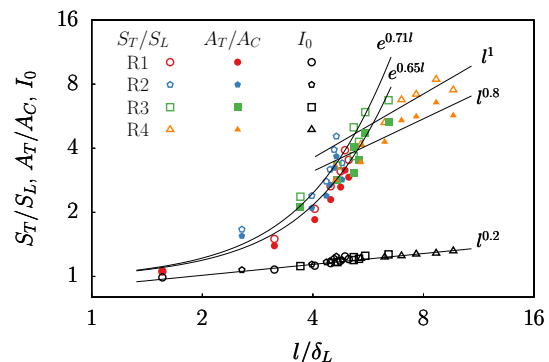 16
8
4
2
1
1
2
4
8
16
S_T/S_L, A_T/A_C, I_0
l/δ_L
S_T/S_L A_T/A_C I_0
R1
R2
R3
R4
e^{0.71l}
e^{0.65l}
l^1
l^{0.8}
l^{0.2}